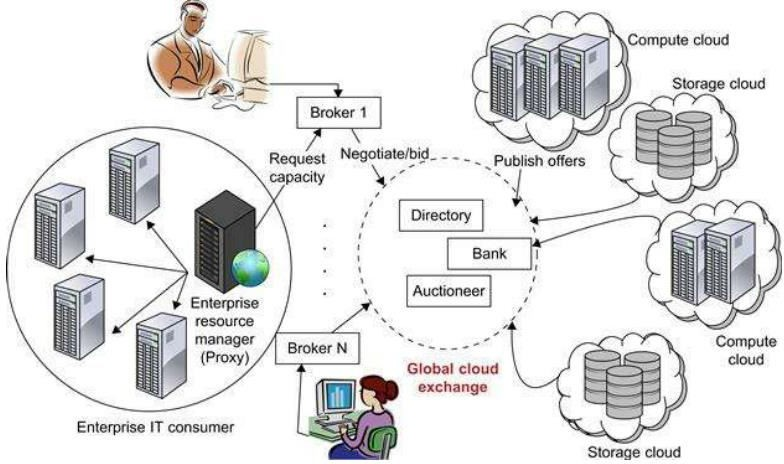 Compute cloud
Storage cloud
Broker 1
Request
capacity
Negotiate/bid
Publish offers
Directory
Bank
Auctioneer
Enterprise
resource
manager
(Proxy)
Broker N
Global cloud
exchange
Compute
cloud
Enterprise IT consumer
Storage cloud